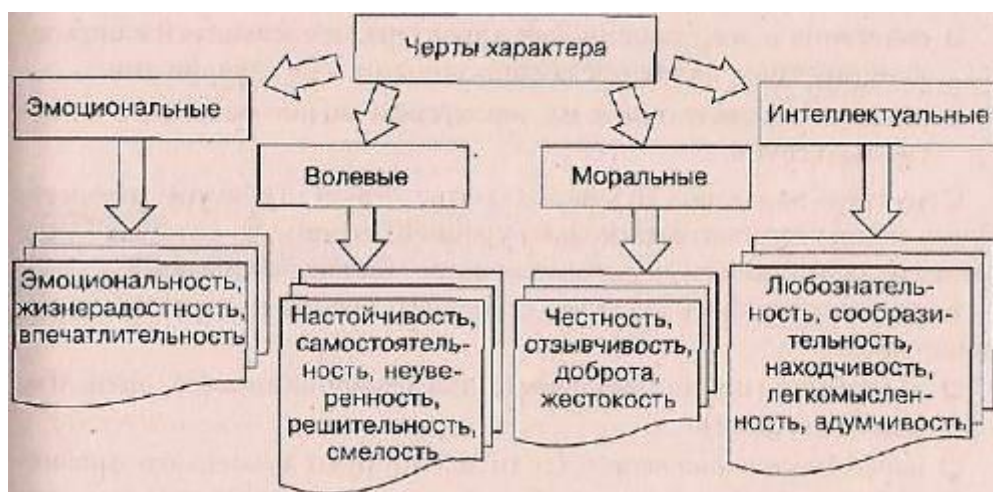 Черты характера
Эмоциональные
Интеллектуальные
Волевые
Моральные
Эмоциональность,
жизнерадостность,
впечатлительность
Настойчивость,
самостоятель-
ность, неуве-
ренность,
решительность,
смелость
Честность,
отзывчивость,
доброта,
жестокость
Любознатель-
ность, сообрази-
тельность,
находчивость,
легкомыслен-
ность, вдумчивость